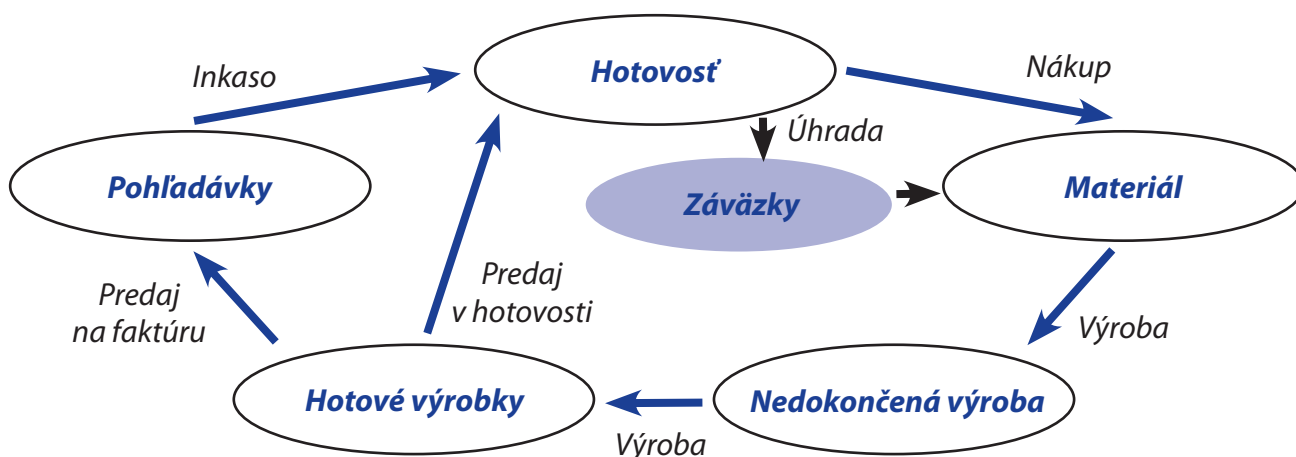 Inkaso
Hotovosť
Nákup
Úhrada
Pohľadávky
Záväzky
Materiál
Predaj
na faktúru
Predaj
v hotovosti
Výroba
Hotové výrobky
Nedokončená výroba
Výroba